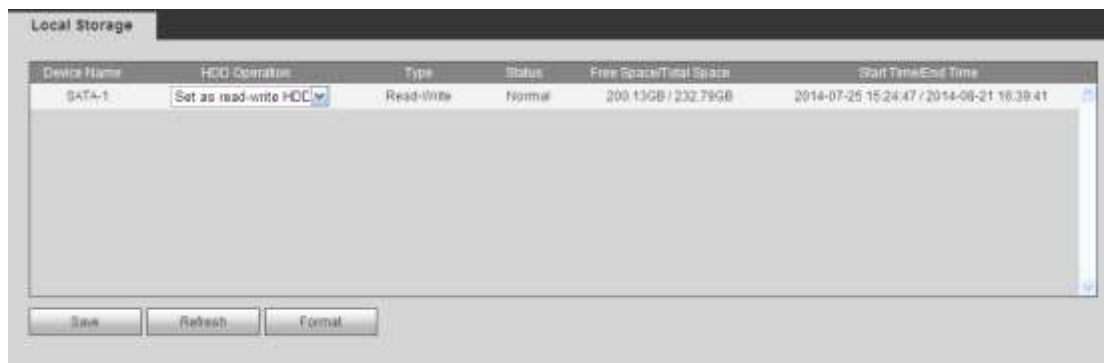 Local Storage
Device Name HDD Operation Type Status Free Space/Total Space Start Time/End Time
SATA-1 Set as read-write HDD Read-Write Normal 200.13GB / 232.79GB 2014-07-25 15:24:47 / 2014-08-21 16:39:41
Save Refresh Format